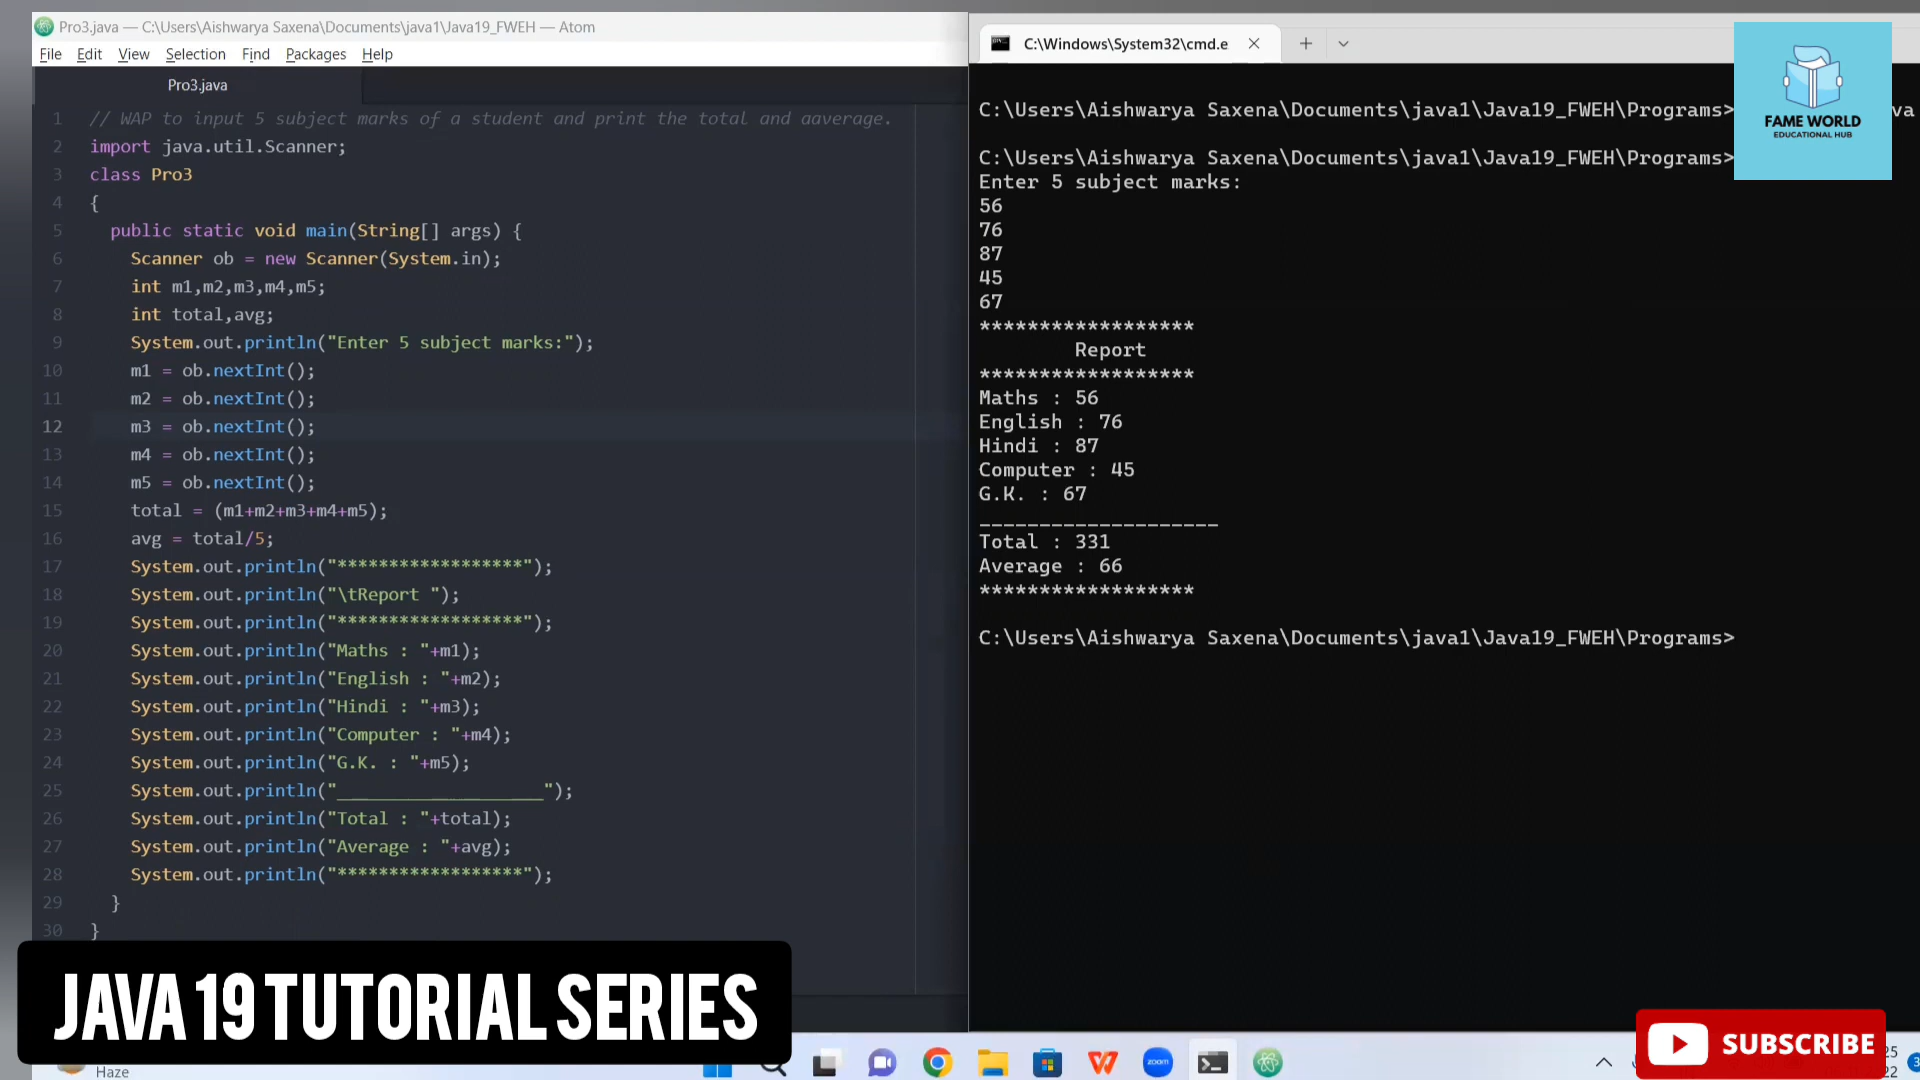 Pro3.java — C:\Users\Aishwarya Saxena\Documents\java1\Java19_FWEH — Atom
File Edit View Selection Find Packages Help
Pro3.java
1 // WAP to input 5 subject marks of a student and print the total and aaverage.
2 import java.util.Scanner;
3 class Pro3
4 {
5 public static void main(String[] args) {
6 Scanner ob = new Scanner(System.in);
7 int m1,m2,m3,m4,m5;
8 int total,avg;
9 System.out.println("Enter 5 subject marks:");
10 m1 = ob.nextInt();
11 m2 = ob.nextInt();
12 m3 = ob.nextInt();
13 m4 = ob.nextInt();
14 m5 = ob.nextInt();
15 total = (m1+m2+m3+m4+m5);
16 avg = total/5;
17 System.out.println("******************");
18 System.out.println("\tReport ");
19 System.out.println("******************");
20 System.out.println("Maths : "+m1);
21 System.out.println("English : "+m2);
22 System.out.println("Hindi : "+m3);
23 System.out.println("Computer : "+m4);
24 System.out.println("G.K. : "+m5);
25 System.out.println("____________________");
26 System.out.println("Total : "+total);
27 System.out.println("Average : "+avg);
28 System.out.println("******************");
29 }
30 }
C:\Windows\System32\cmd.e
C:\Users\Aishwarya Saxena\Documents\java1\Java19_FWEH\Programs>
va
C:\Users\Aishwarya Saxena\Documents\java1\Java19_FWEH\Programs>
Enter 5 subject marks:
56
76
87
45
67
******************
Report
******************
Maths : 56
English : 76
Hindi : 87
Computer : 45
G.K. : 67
____________________
Total : 331
Average : 66
******************
C:\Users\Aishwarya Saxena\Documents\java1\Java19_FWEH\Programs>
FAME WORLD
EDUCATIONAL HUB
JAVA 19 TUTORIAL SERIES
SUBSCRIBE
Haze
zoom
25
22
3